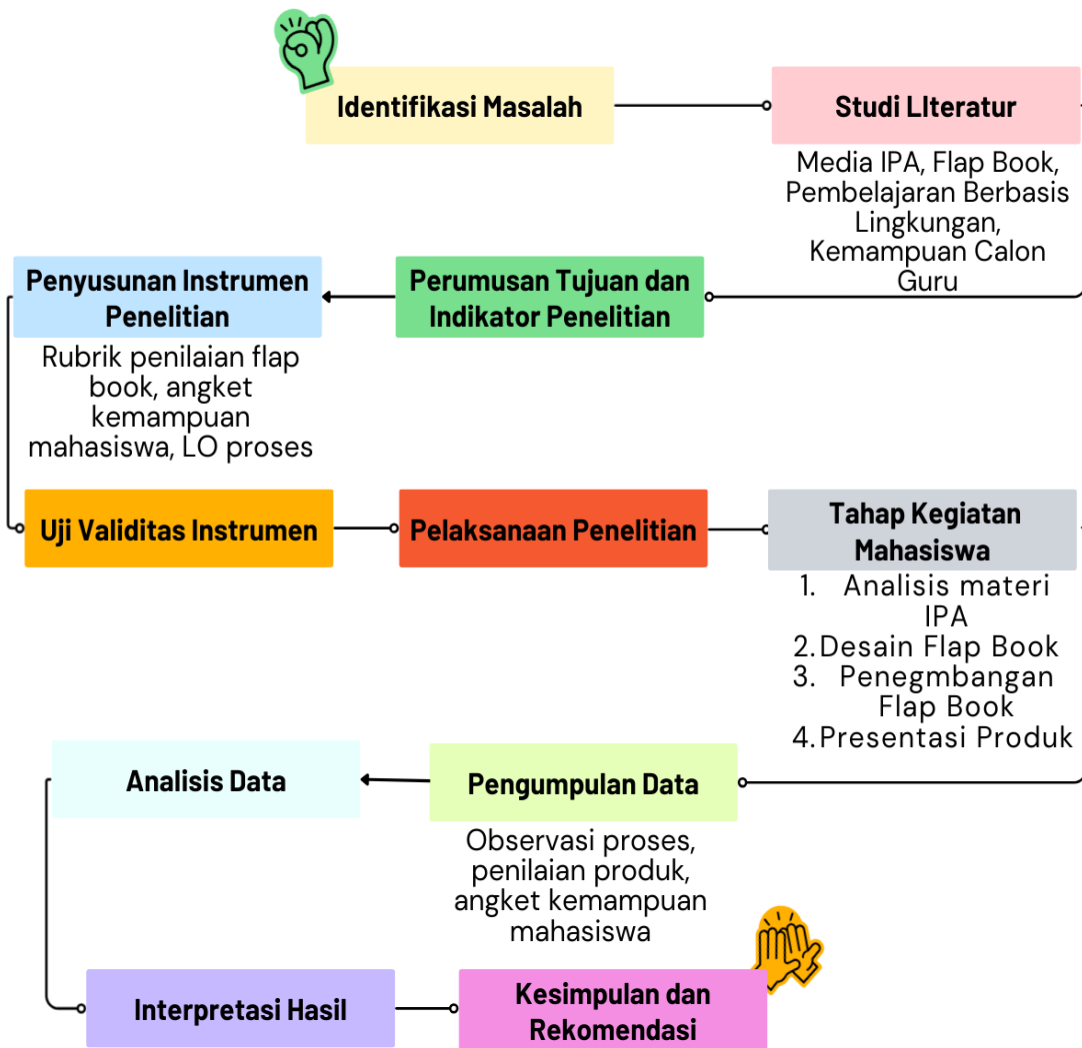 Identifikasi Masalah
Studi LIteratur
Media IPA, Flap Book,
Pembelajaran Berbasis
Lingkungan,
Kemampuan Calon
Guru
Perumusan Tujuan dan
Indikator Penelitian
Penyusunan Instrumen
Penelitian
Rubrik penilaian flap
book, angket
kemampuan
mahasiswa, LO proses
Uji Validitas Instrumen
Pelaksanaan Penelitian
Tahap Kegiatan
Mahasiswa
1. Analisis materi
IPA
2. Desain Flap Book
3. Penegmbangan
Flap Book
4. Presentasi Produk
Pengumpulan Data
Observasi proses,
penilaian produk,
angket kemampuan
mahasiswa
Analisis Data
Interpretasi Hasil
Kesimpulan dan
Rekomendasi